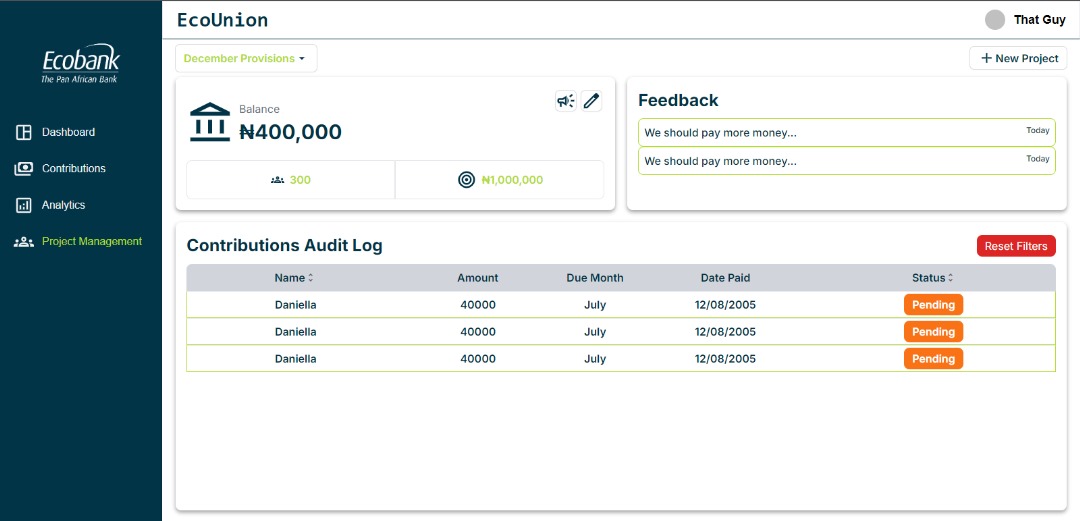 EcoUnion
That Guy
Ecobank
The Pan African Bank
Dashboard
Contributions
Analytics
Project Management
December Provisions
New Project
Balance
₦400,000
300
₦1,000,000
Feedback
We should pay more money...
Today
We should pay more money...
Today
Contributions Audit Log
Reset Filters
Name Amount Due Month Date Paid Status
Daniella 40000 July 12/08/2005 Pending
Daniella 40000 July 12/08/2005 Pending
Daniella 40000 July 12/08/2005 Pending